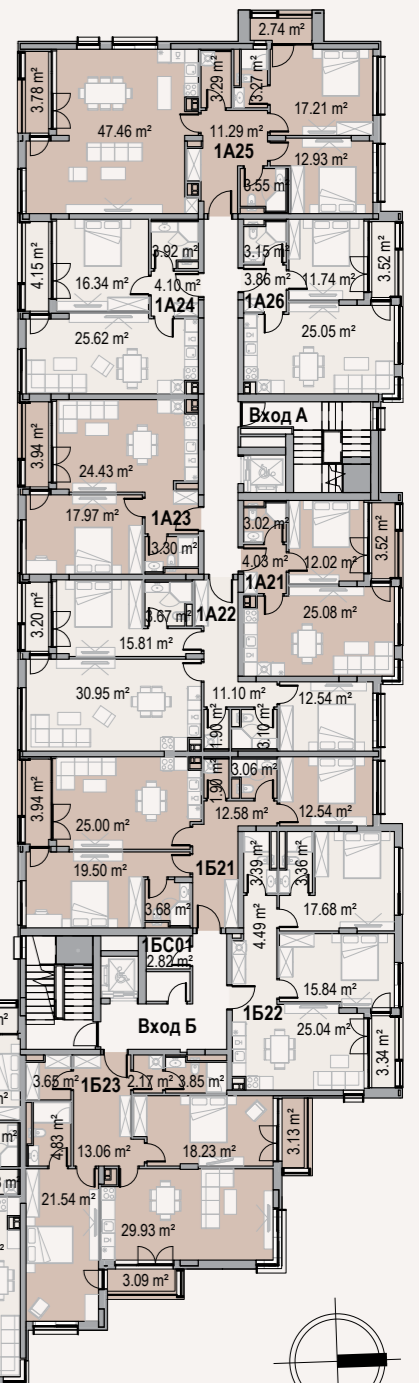 2.74 m²
3.78 m²
3.29 m²
3.27 m²
17.21 m²
47.46 m²
11.29 m²
1А25
12.93 m²
3.55 m²
4.15 m²
3.92 m²
3.15 m²
3.52 m²
16.34 m²
4.10 m²
3.86 m²
11.74 m²
1А24
1А26
25.62 m²
25.05 m²
Вход А
3.94 m²
24.43 m²
17.97 m²
1А23
3.30 m²
3.02 m²
3.52 m²
4.03 m²
12.02 m²
1А21
3.20 m²
3.67 m²
1А22
15.81 m²
25.08 m²
30.95 m²
11.10 m²
12.54 m²
1.90 m²
3.10 m²
3.94 m²
1.90 m²
3.06 m²
25.00 m²
12.58 m²
12.54 m²
19.50 m²
1Б21
3.39 m²
3.36 m²
3.68 m²
17.68 m²
4.49 m²
1БС01
2.82 m²
15.84 m²
Вход Б
1Б22
25.04 m²
3.34 m²
3.65 m²
1Б23
2.17 m²
3.85 m²
4.83 m²
13.06 m²
18.23 m²
3.13 m²
21.54 m²
29.93 m²
3.09 m²